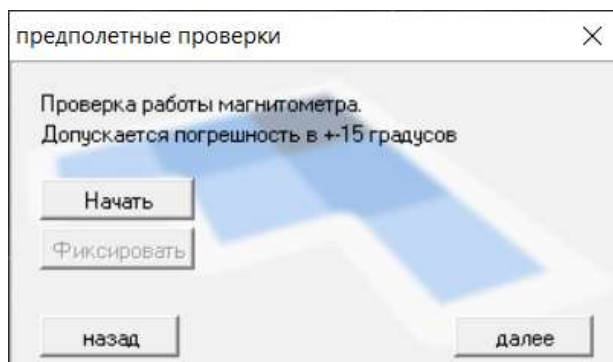 предполетные проверки
Проверка работы магнитометра.
Допускается погрешность в +-15 градусов
Начать
Фиксировать
назад
далее